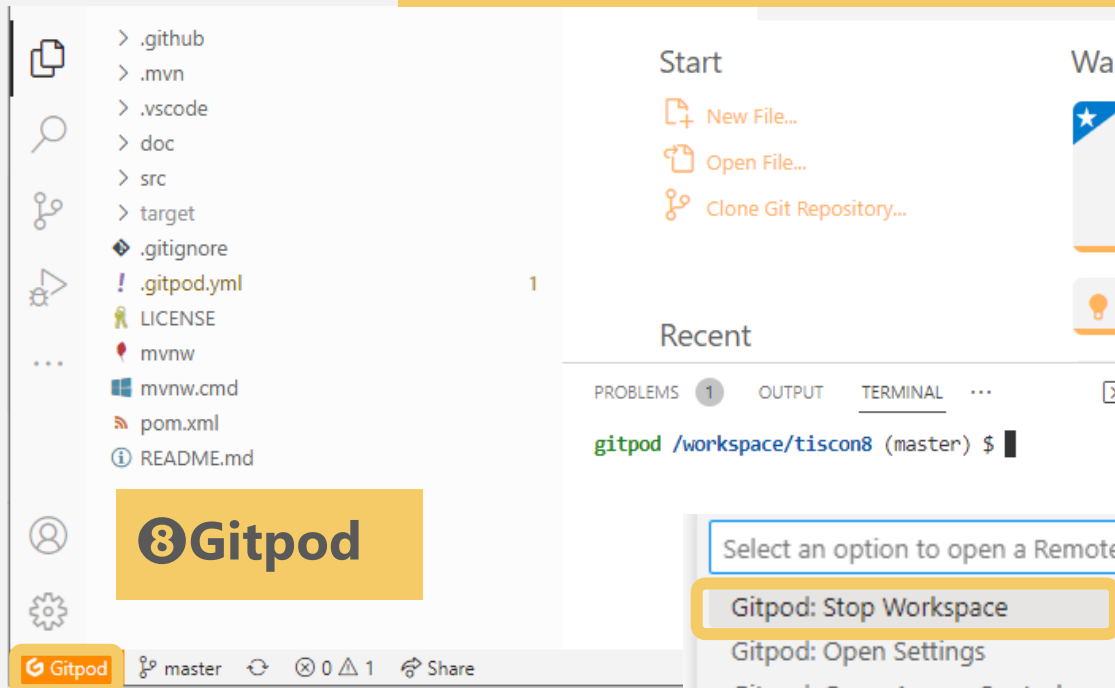 .github
.mvn
.vscode
doc
src
target
.gitignore
.gitpod.yml 1
LICENSE
mvnw
mvnw.cmd
pom.xml
README.md
Start
New File...
Open File...
Clone Git Repository...
Recent
Wa
PROBLEMS 1 OUTPUT TERMINAL ...
gitpod /workspace/tiscon8 (master) $
❽Gitpod
Select an option to open a Remote
Gitpod: Stop Workspace
Gitpod: Open Settings
Gitpod master 0 1 Share